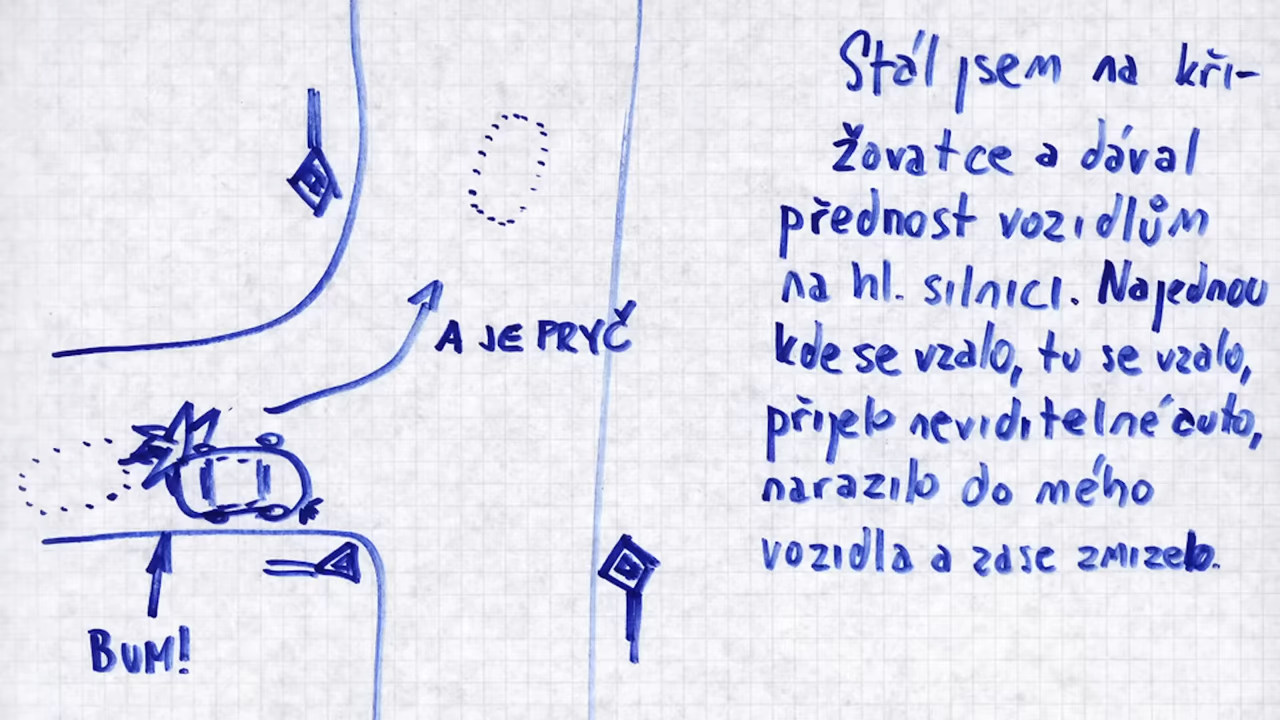 Stál jsem na kři-
žovatce a dával
přednost vozidlům
na hl. silnici. Najednou
kde se vzalo, tu se vzalo,
přijelo neviditelné auto,
narazilo do mého
vozidla a zase zmizelo.
A JE PRYČ
BUM!